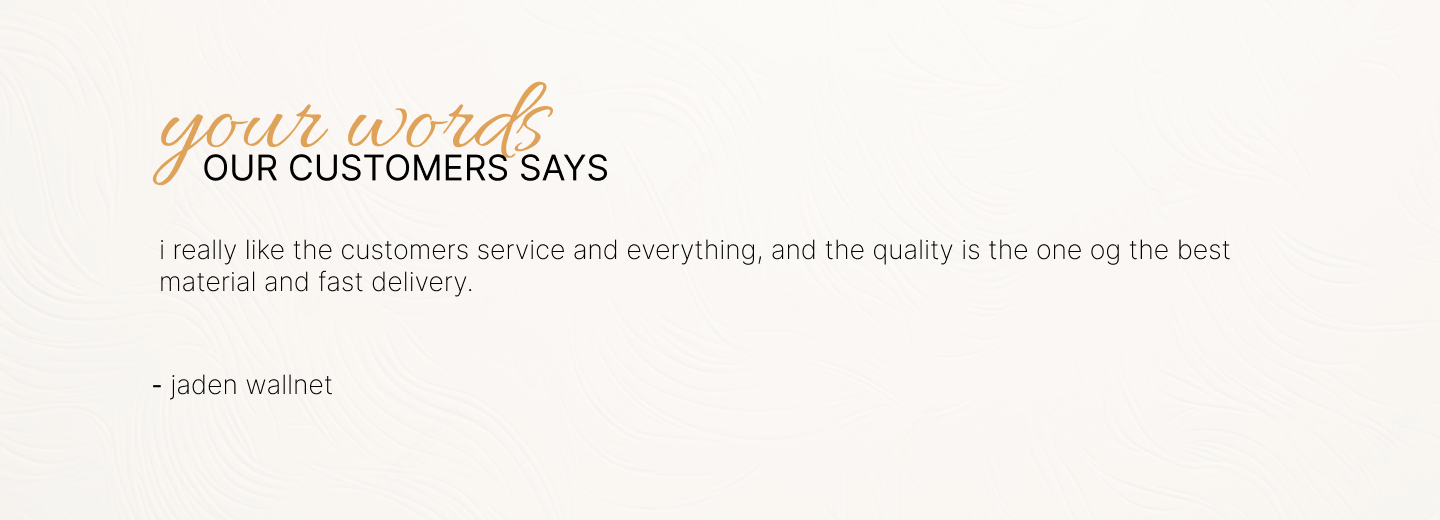 your words
OUR CUSTOMERS SAYS
i really like the customers service and everything, and the quality is the one og the best
material and fast delivery.
- jaden wallnet